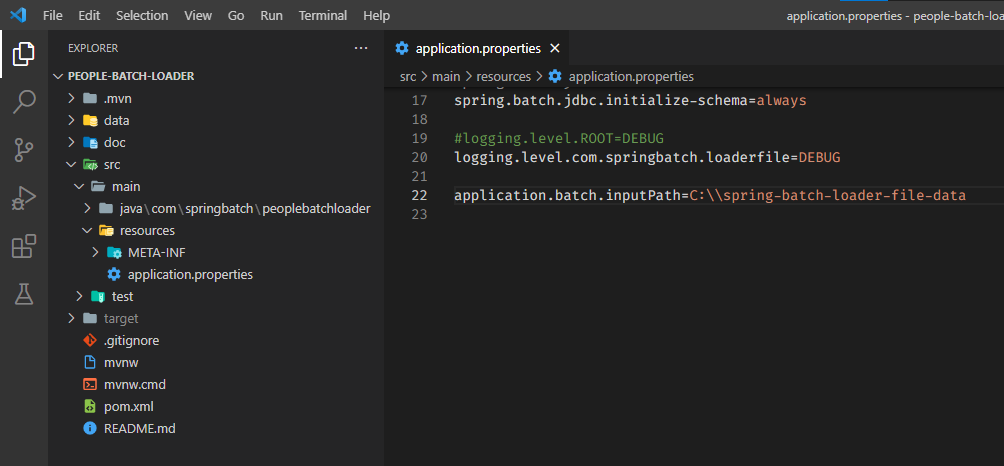 File Edit Selection View Go Run Terminal Help
application.properties - people-batch-loa
EXPLORER
PEOPLE-BATCH-LOADER
.mvn
data
doc
src
main
java\com\springbatch\peoplebatchloader
resources
META-INF
application.properties
test
target
.gitignore
mvnw
mvnw.cmd
pom.xml
README.md
application.properties
src > main > resources > application.properties
17 spring.batch.jdbc.initialize-schema=always
18
19 #logging.level.ROOT=DEBUG
20 logging.level.com.springbatch.loaderfile=DEBUG
21
22 application.batch.inputPath=C:\\spring-batch-loader-file-data
23